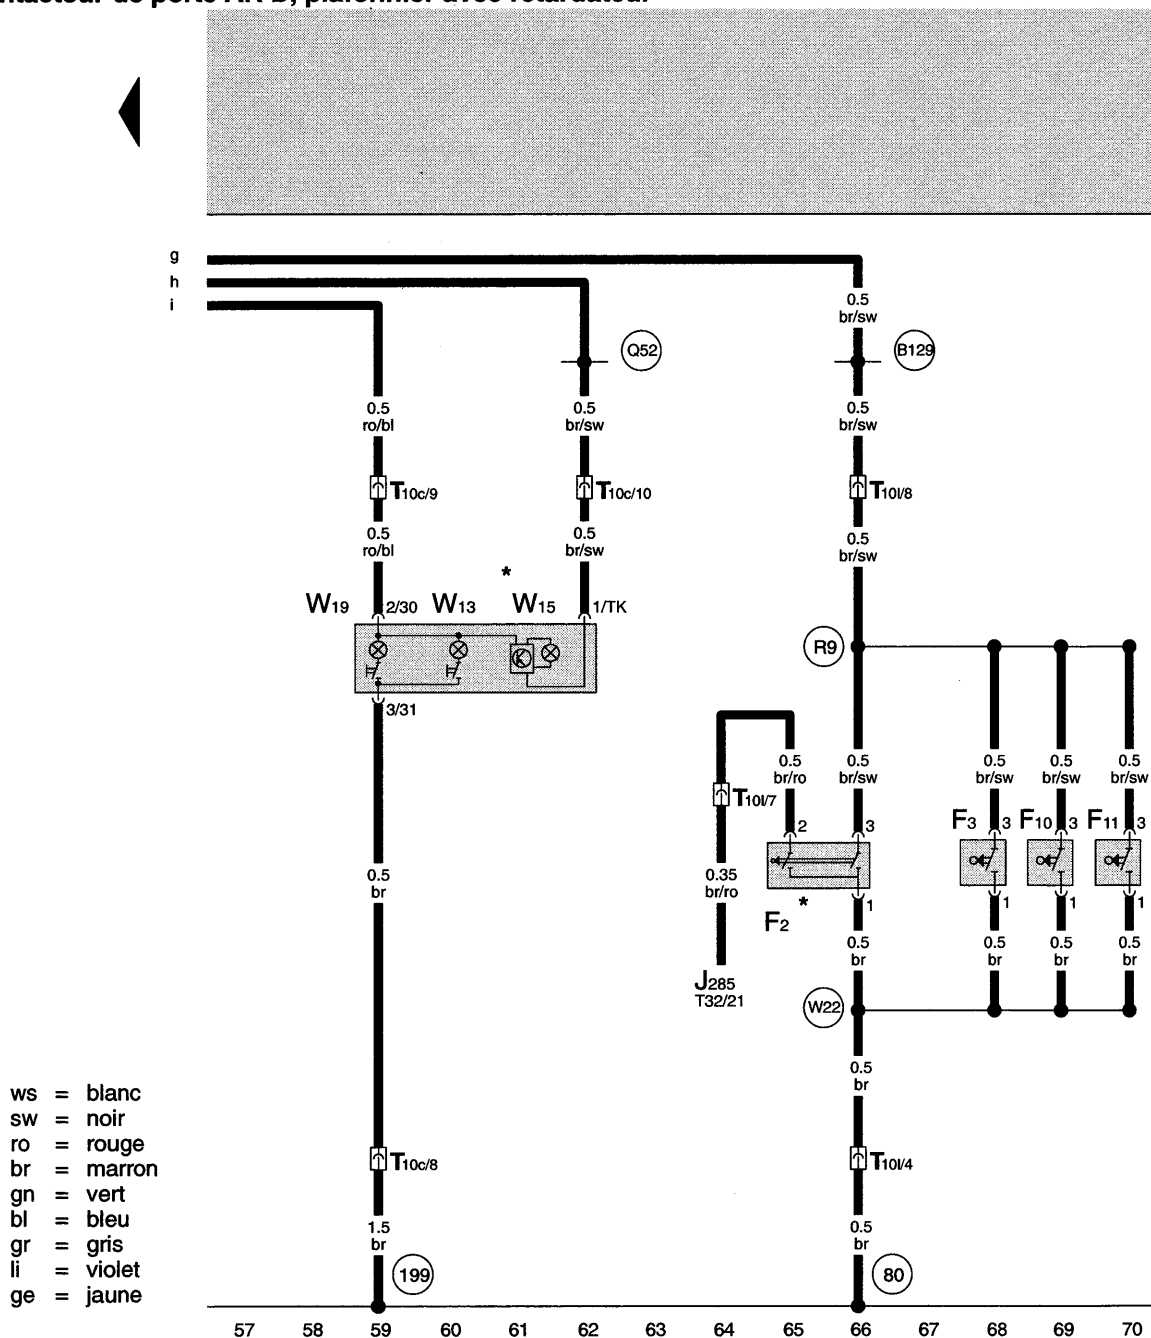 plafonnier avec retardateur
g
h
i
0.5
br/sw
Q52
B129
0.5
ro/bl
0.5
br/sw
0.5
br/sw
T10c/9
T10c/10
T10l/8
0.5
ro/bl
0.5
br/sw
0.5
br/sw
*
W19
2/30
W13
W15
1/TK
R9
3/31
0.5
br/ro
0.5
br/sw
0.5
br/sw
0.5
br/sw
0.5
br/sw
T10l/7
2
3
F3
3
F10
3
F11
3
0.5
br
0.35
br/ro
*
F2
1
1
1
1
0.5
br
0.5
br
0.5
br
0.5
br
J285
T32/21
W22
0.5
br
ws = blanc
sw = noir
ro = rouge
br = marron
gn = vert
bl = bleu
gr = gris
li = violet
ge = jaune
T10c/8
T10l/4
1.5
br
0.5
br
199
80
57 58 59 60 61 62 63 64 65 66 67 68 69 70